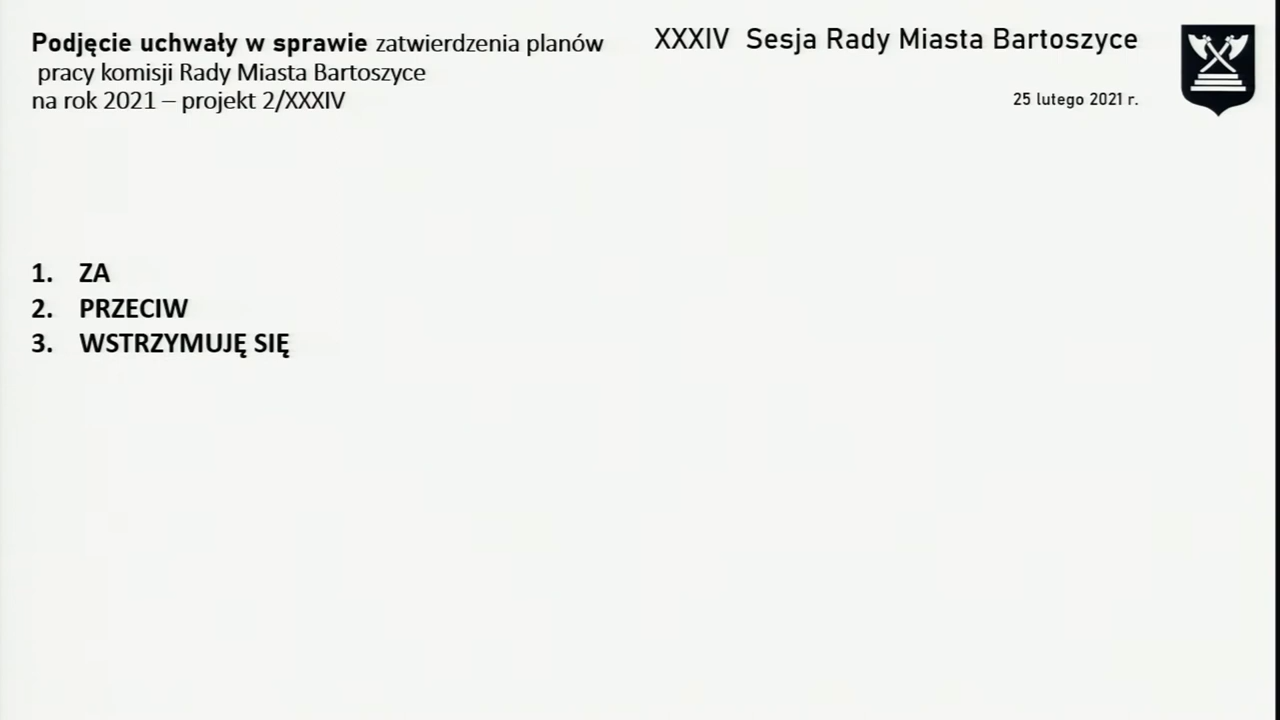 Podjęcie uchwały w sprawie zatwierdzenia planów
pracy komisji Rady Miasta Bartoszyce
na rok 2021 – projekt 2/XXXIV
XXXIV Sesja Rady Miasta Bartoszyce
25 lutego 2021 r.
1. ZA
2. PRZECIW
3. WSTRZYMUJĘ SIĘ